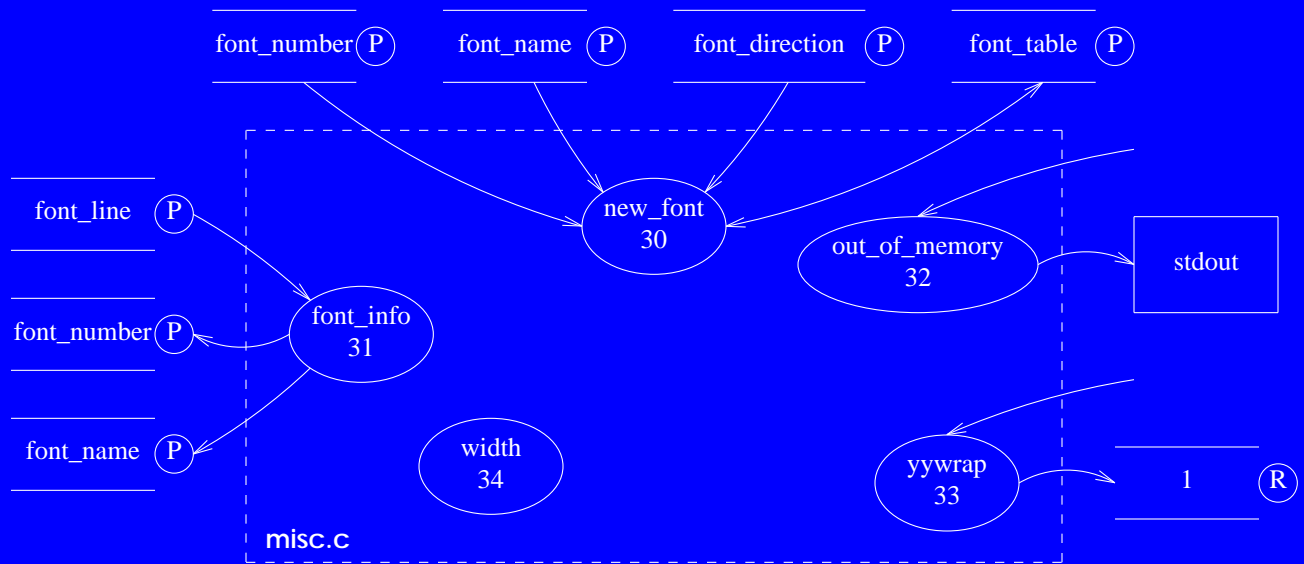 font_number P font_name P font_direction P font_table P
font_line P
new_font
30
out_of_memory
32
stdout
font_number P
font_info
31
font_name P
width
34
yywrap
33
1 R
misc.c